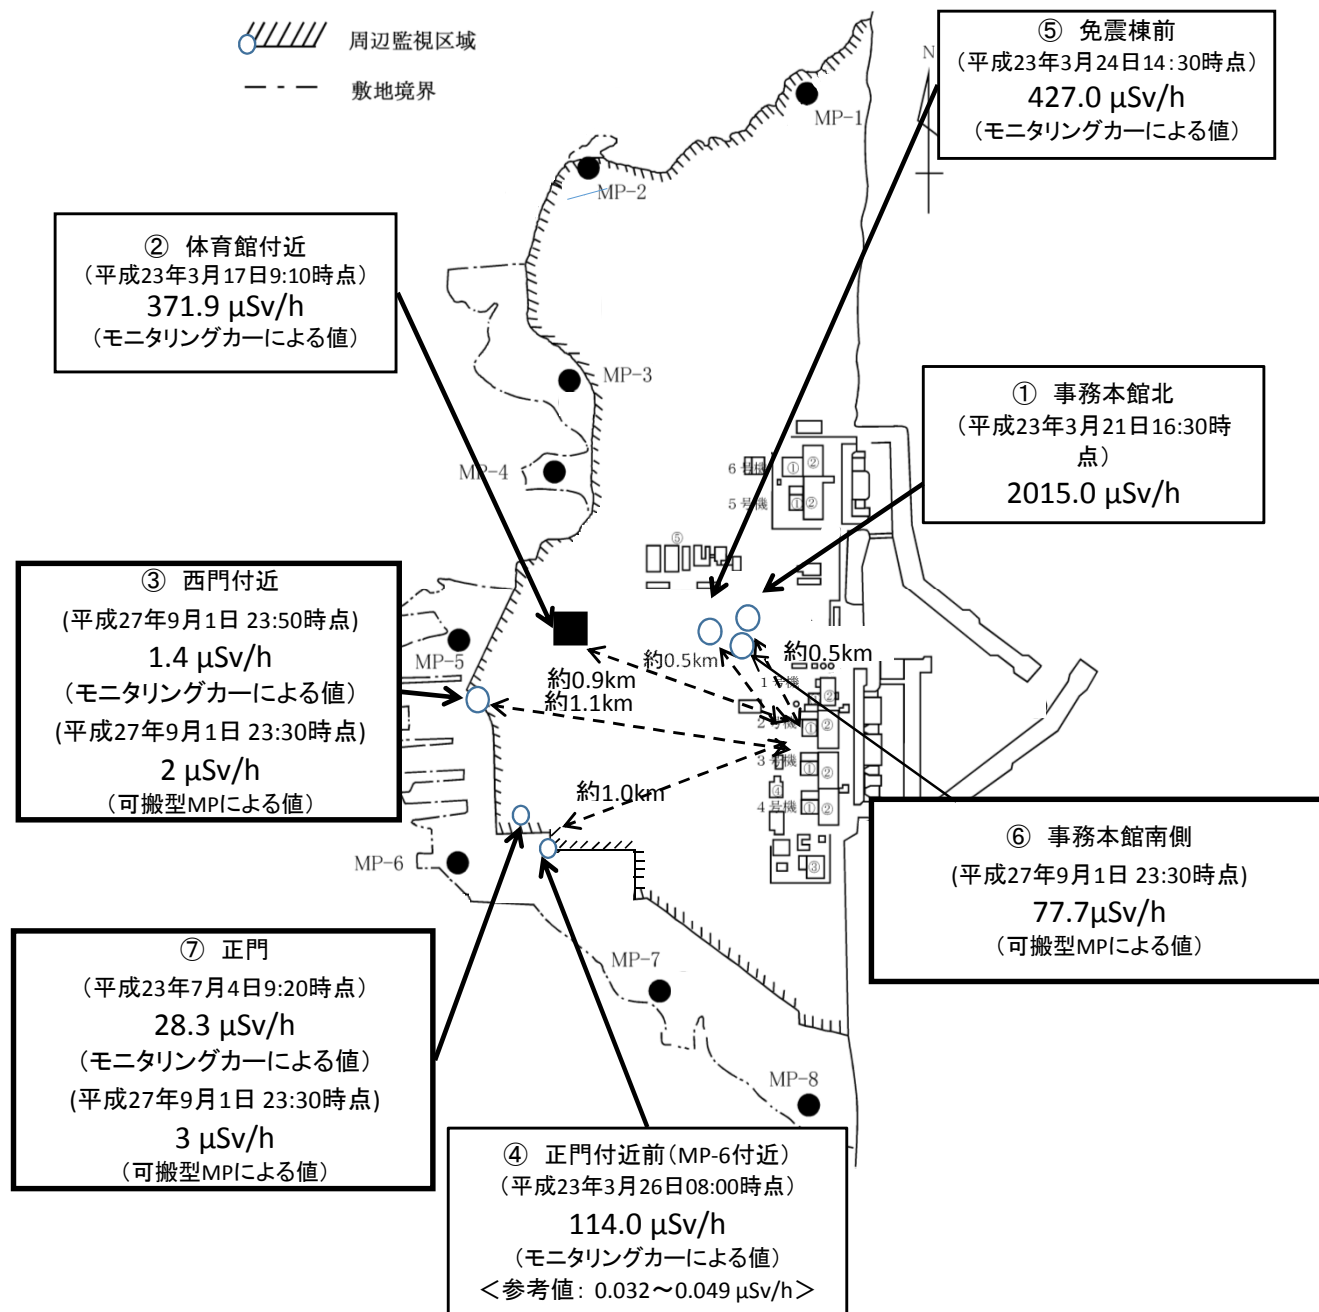 周辺監視区域
敷地境界
⑤ 免震棟前
（平成23年3月24日14:30時点）
427.0 μSv/h
（モニタリングカーによる値）
N
MP-1
MP-2
② 体育館付近
（平成23年3月17日9:10時点）
371.9 μSv/h
（モニタリングカーによる値）
MP-3
① 事務本館北
（平成23年3月21日16:30時
点）
2015.0 μSv/h
MP-4
6号機
①
②
5号機
①
②
⑤
③ 西門付近
(平成27年9月1日 23:50時点)
1.4 μSv/h
（モニタリングカーによる値）
(平成27年9月1日 23:30時点)
2 μSv/h
（可搬型MPによる値）
MP-5
約0.5km
約0.5km
約0.9km
約1.1km
1号機
②
2号機
①
②
3号機
①
②
④
約1.0km
4号機
①
②
③
MP-6
⑥ 事務本館南側
(平成27年9月1日 23:30時点)
77.7μSv/h
（可搬型MPによる値）
⑦ 正門
（平成23年7月4日9:20時点）
28.3 μSv/h
（モニタリングカーによる値）
(平成27年9月1日 23:30時点)
3 μSv/h
（可搬型MPによる値）
MP-7
MP-8
④ 正門付近前（MP-6付近）
（平成23年3月26日08:00時点）
114.0 μSv/h
（モニタリングカーによる値）
＜参考値: 0.032～0.049 μSv/h＞